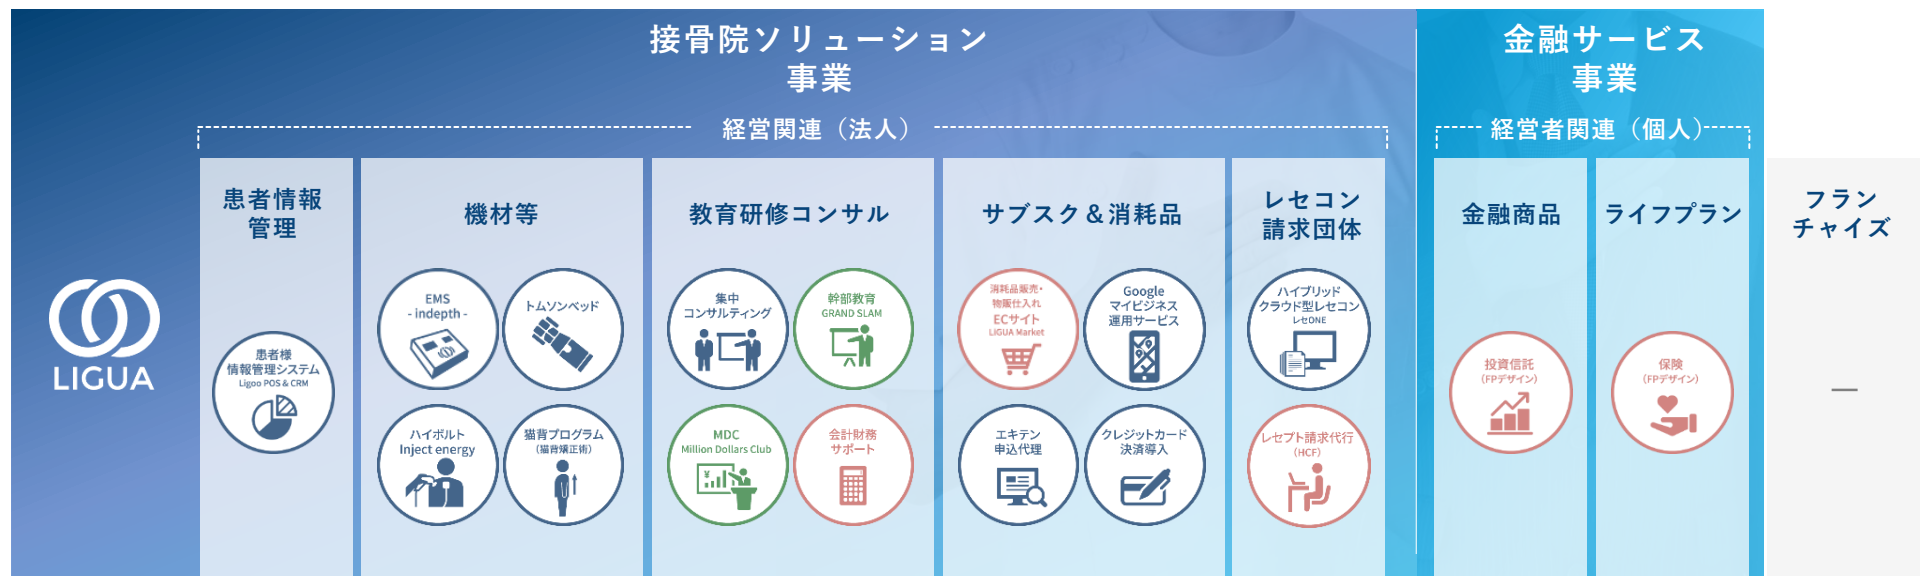 接骨院ソリューション
事業
経営関連（法人）
金融サービス
事業
経営者関連（個人）
LIGUA
患者情報
管理
患者様
情報管理システム
Ligoo POS & CRM
機材等
EMS
- indepth -
トムソンベッド
ハイボルト
Inject energy
猫背プログラム
（猫背矯正術）
教育研修コンサル
集中
コンサルティング
幹部教育
GRAND SLAM
MDC
Million Dollars Club
会計財務
サポート
サブスク＆消耗品
消耗品販売・
物販仕入れ
ECサイト
LiGUA Market
Google
マイビジネス
運用サービス
エキテン
申込代理
クレジットカード
決済導入
レセコン
請求団体
ハイブリッド
クラウド型レセコン
レセONE
レセプト請求代行
（HCF）
金融商品
投資信託
（FPデザイン）
ライフプラン
保険
（FPデザイン）
フラン
チャイズ
—